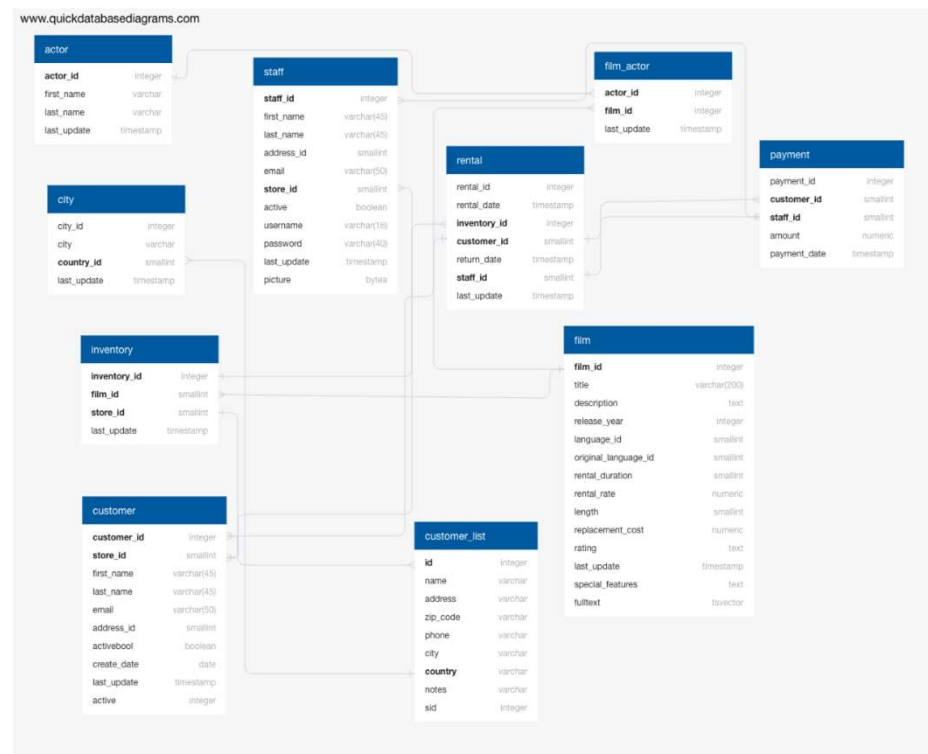 www.quickdatabasediagrams.com
actor
actor_id integer
first_name varchar
last_name varchar
last_update timestamp
staff
staff_id integer
first_name varchar(45)
last_name varchar(45)
address_id smallint
email varchar(50)
store_id smallint
active boolean
username varchar(16)
password varchar(40)
last_update timestamp
picture bytea
film_actor
actor_id integer
film_id integer
last_update timestamp
rental
rental_id integer
rental_date timestamp
inventory_id integer
customer_id smallint
return_date timestamp
staff_id smallint
last_update timestamp
payment
payment_id integer
customer_id smallint
staff_id smallint
amount numeric
payment_date timestamp
city
city_id integer
city varchar
country_id smallint
last_update timestamp
inventory
inventory_id integer
film_id smallint
store_id smallint
last_update timestamp
film
film_id integer
title varchar(200)
description text
release_year integer
language_id smallint
original_language_id smallint
rental_duration smallint
rental_rate numeric
length smallint
replacement_cost numeric
rating text
last_update timestamp
special_features text
fulltext tsvector
customer
customer_id integer
store_id smallint
first_name varchar(45)
last_name varchar(45)
email varchar(50)
address_id smallint
activebool boolean
create_date date
last_update timestamp
active integer
customer_list
id integer
name varchar
address varchar
zip_code varchar
phone varchar
city varchar
country varchar
notes varchar
sid integer